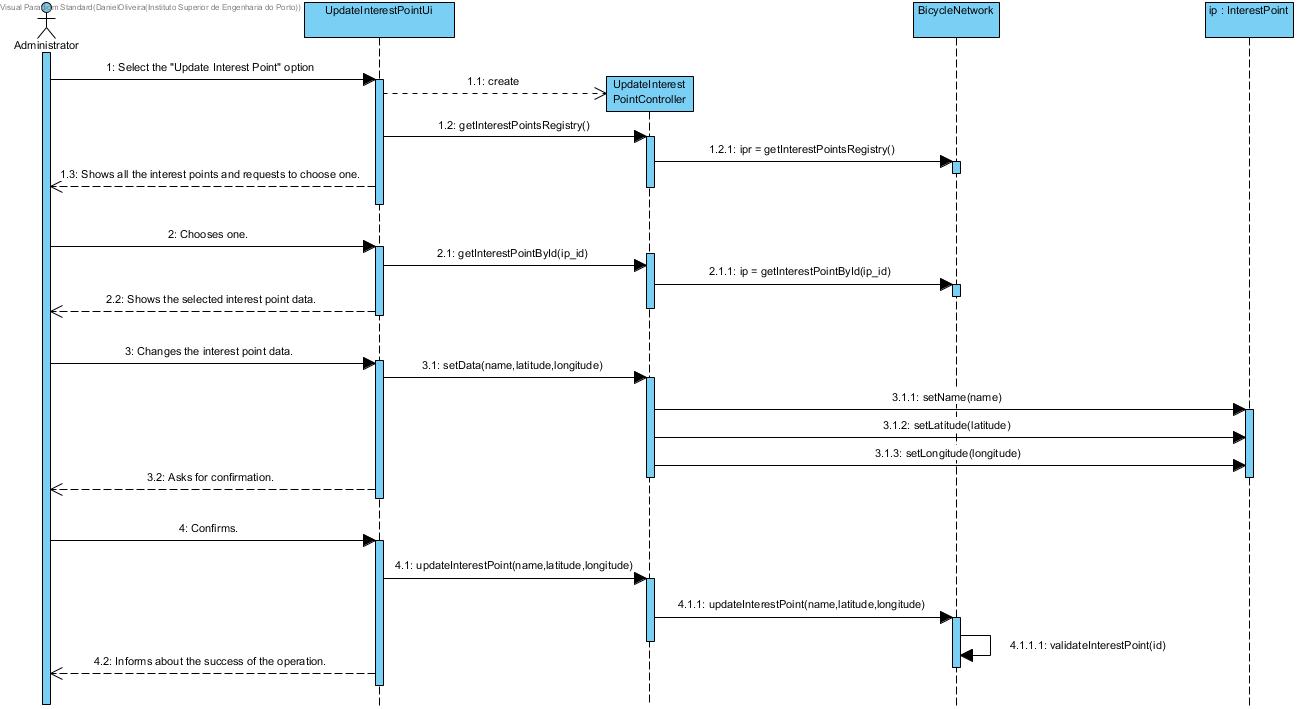 Visual Paradigm Standard(DanielOliveira(Instituto Superior de Engenharia do Porto))
UpdateInterestPointUi
BicycleNetwork
ip : InterestPoint
Administrator
1: Select the "Update Interest Point" option
1.1: create
UpdateInterest
PointController
1.2: getInterestPointsRegistry()
1.2.1: ipr = getInterestPointsRegistry()
1.3: Shows all the interest points and requests to choose one.
2: Chooses one.
2.1: getInterestPointById(ip_id)
2.1.1: ip = getInterestPointById(ip_id)
2.2: Shows the selected interest point data.
3: Changes the interest point data.
3.1: setData(name,latitude,longitude)
3.1.1: setName(name)
3.1.2: setLatitude(latitude)
3.1.3: setLongitude(longitude)
3.2: Asks for confirmation.
4: Confirms.
4.1: updateInterestPoint(name,latitude,longitude)
4.1.1: updateInterestPoint(name,latitude,longitude)
4.1.1.1: validateInterestPoint(id)
4.2: Informs about the success of the operation.